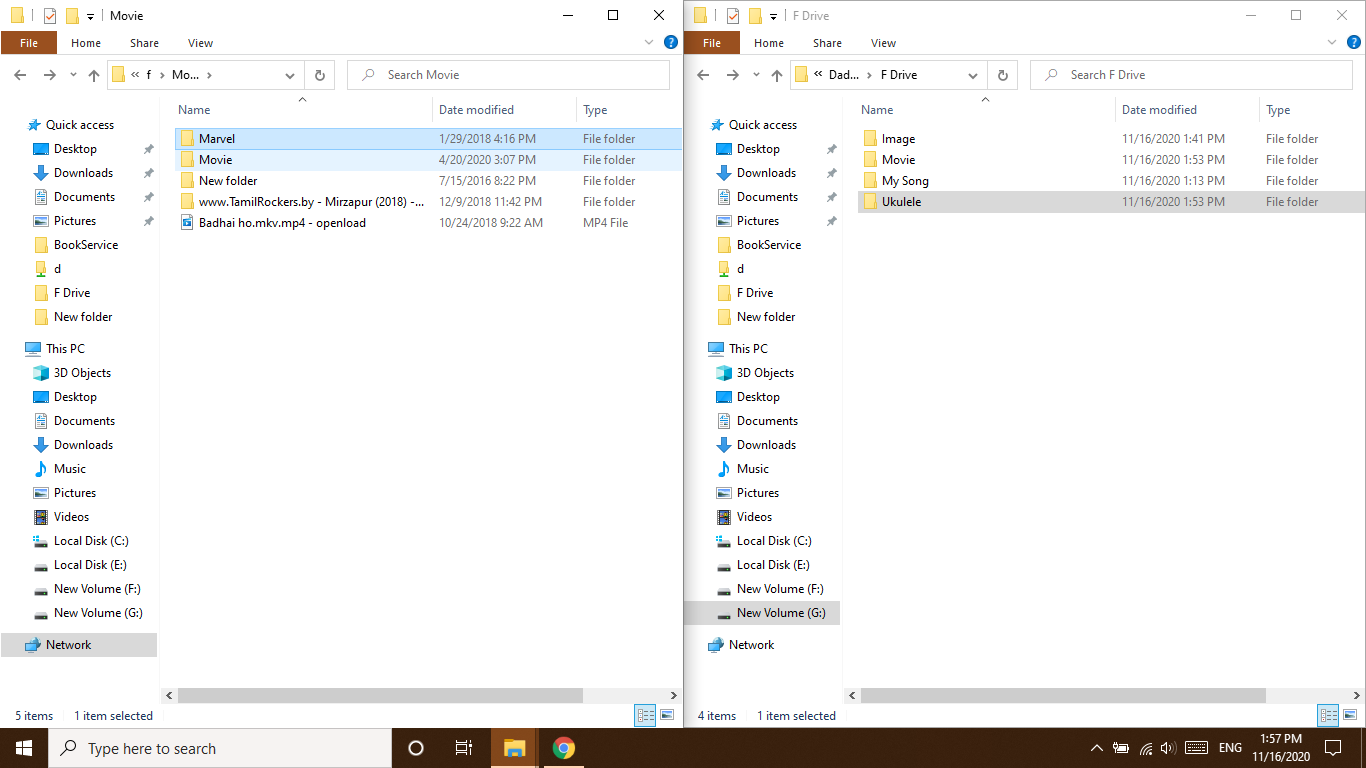 Movie
File Home Share View
« f › Mo... ›
Search Movie
Name Date modified Type
Quick access
Desktop
Downloads
Documents
Pictures
BookService
d
F Drive
New folder
This PC
3D Objects
Desktop
Documents
Downloads
Music
Pictures
Videos
Local Disk (C:)
Local Disk (E:)
New Volume (F:)
New Volume (G:)
Network
Marvel 1/29/2018 4:16 PM File folder
Movie 4/20/2020 3:07 PM File folder
New folder 7/15/2016 8:22 PM File folder
www.TamilRockers.by - Mirzapur (2018) -... 12/9/2018 11:42 PM File folder
Badhai ho.mkv.mp4 - openload 10/24/2018 9:22 AM MP4 File
5 items 1 item selected
F Drive
File Home Share View
« Dad... › F Drive
Search F Drive
Name Date modified Type
Quick access
Desktop
Downloads
Documents
Pictures
BookService
d
F Drive
New folder
This PC
3D Objects
Desktop
Documents
Downloads
Music
Pictures
Videos
Local Disk (C:)
Local Disk (E:)
New Volume (F:)
New Volume (G:)
Network
Image 11/16/2020 1:41 PM File folder
Movie 11/16/2020 1:53 PM File folder
My Song 11/16/2020 1:13 PM File folder
Ukulele 11/16/2020 1:53 PM File folder
4 items 1 item selected
Type here to search
ENG
1:57 PM
11/16/2020